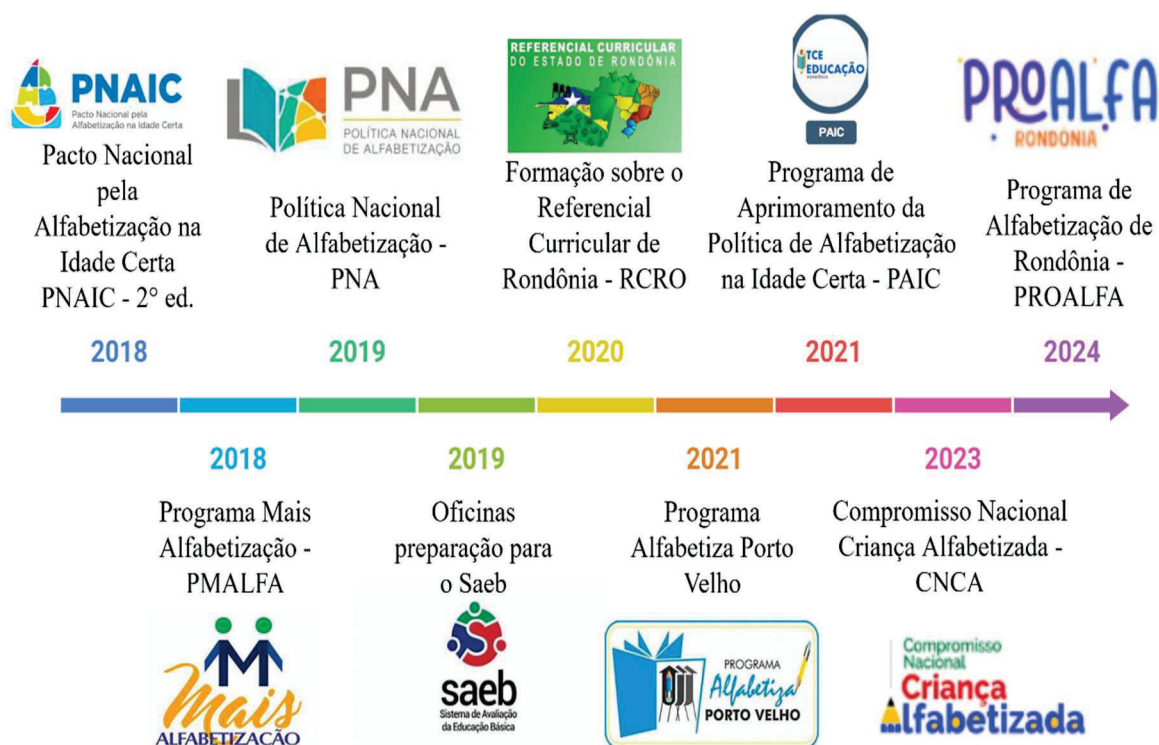 PNAIC
Pacto Nacional pela
Alfabetização na Idade Certa
Pacto Nacional
pela
Alfabetização na
Idade Certa
PNAIC - 2° ed.
2018
PNA
POLÍTICA NACIONAL
DE ALFABETIZAÇÃO
Política Nacional
de Alfabetização -
PNA
2019
REFERENCIAL CURRICULAR
DO ESTADO DE RONDÔNIA
Formação sobre o
Referencial
Curricular de
Rondônia - RCRO
2020
TCE
EDUCAÇÃO
PAIC
Programa de
Aprimoramento da
Política de Alfabetização
na Idade Certa - PAIC
2021
PROALFA
RONDÔNIA
Programa de
Alfabetização de
Rondônia -
PROALFA
2024
2018
Programa Mais
Alfabetização -
PMALFA
Mais
ALFABETIZAÇÃO
2019
Oficinas
preparação para
o Saeb
saeb
Sistema de Avaliação
da Educação Básica
2021
Programa
Alfabetiza Porto
Velho
PROGRAMA
Alfabetiza
PORTO VELHO
2023
Compromisso Nacional
Criança Alfabetizada -
CNCA
Compromisso
Nacional
Criança
Alfabetizada